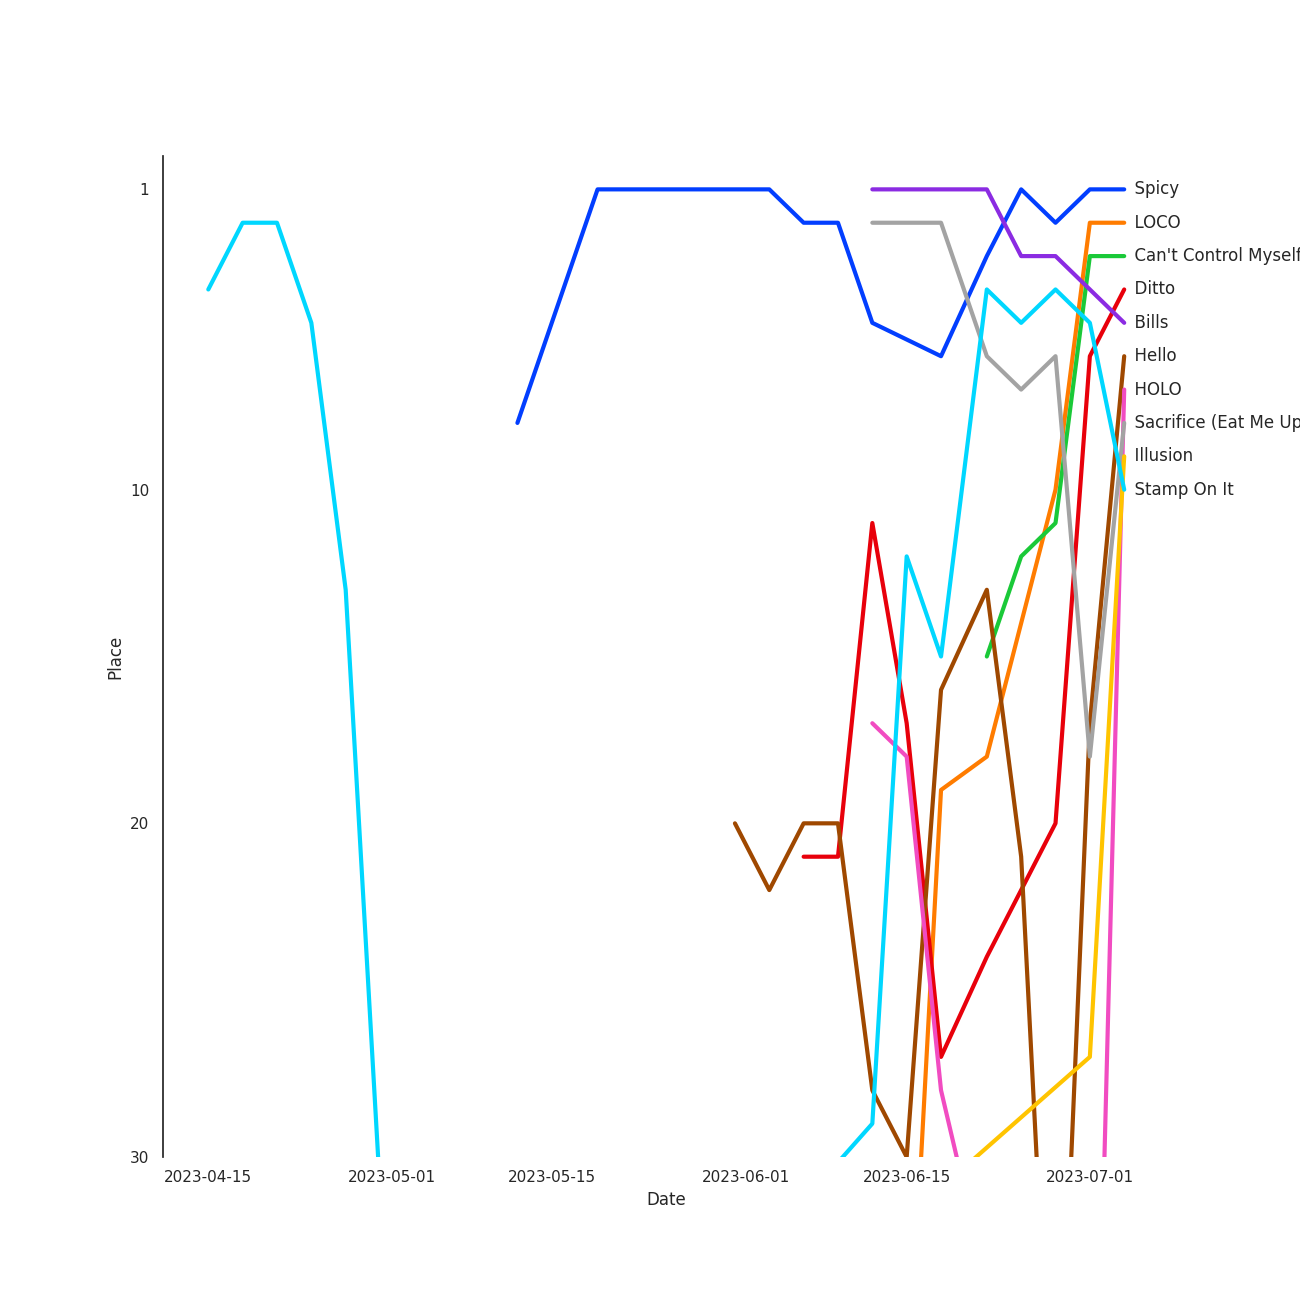 1
10
20
30
Place
2023-04-15
2023-05-01
2023-05-15
2023-06-01
2023-06-15
2023-07-01
Date
Spicy
LOCO
Can't Control Myself
Ditto
Bills
Hello
HOLO
Sacrifice (Eat Me Up
Illusion
Stamp On It